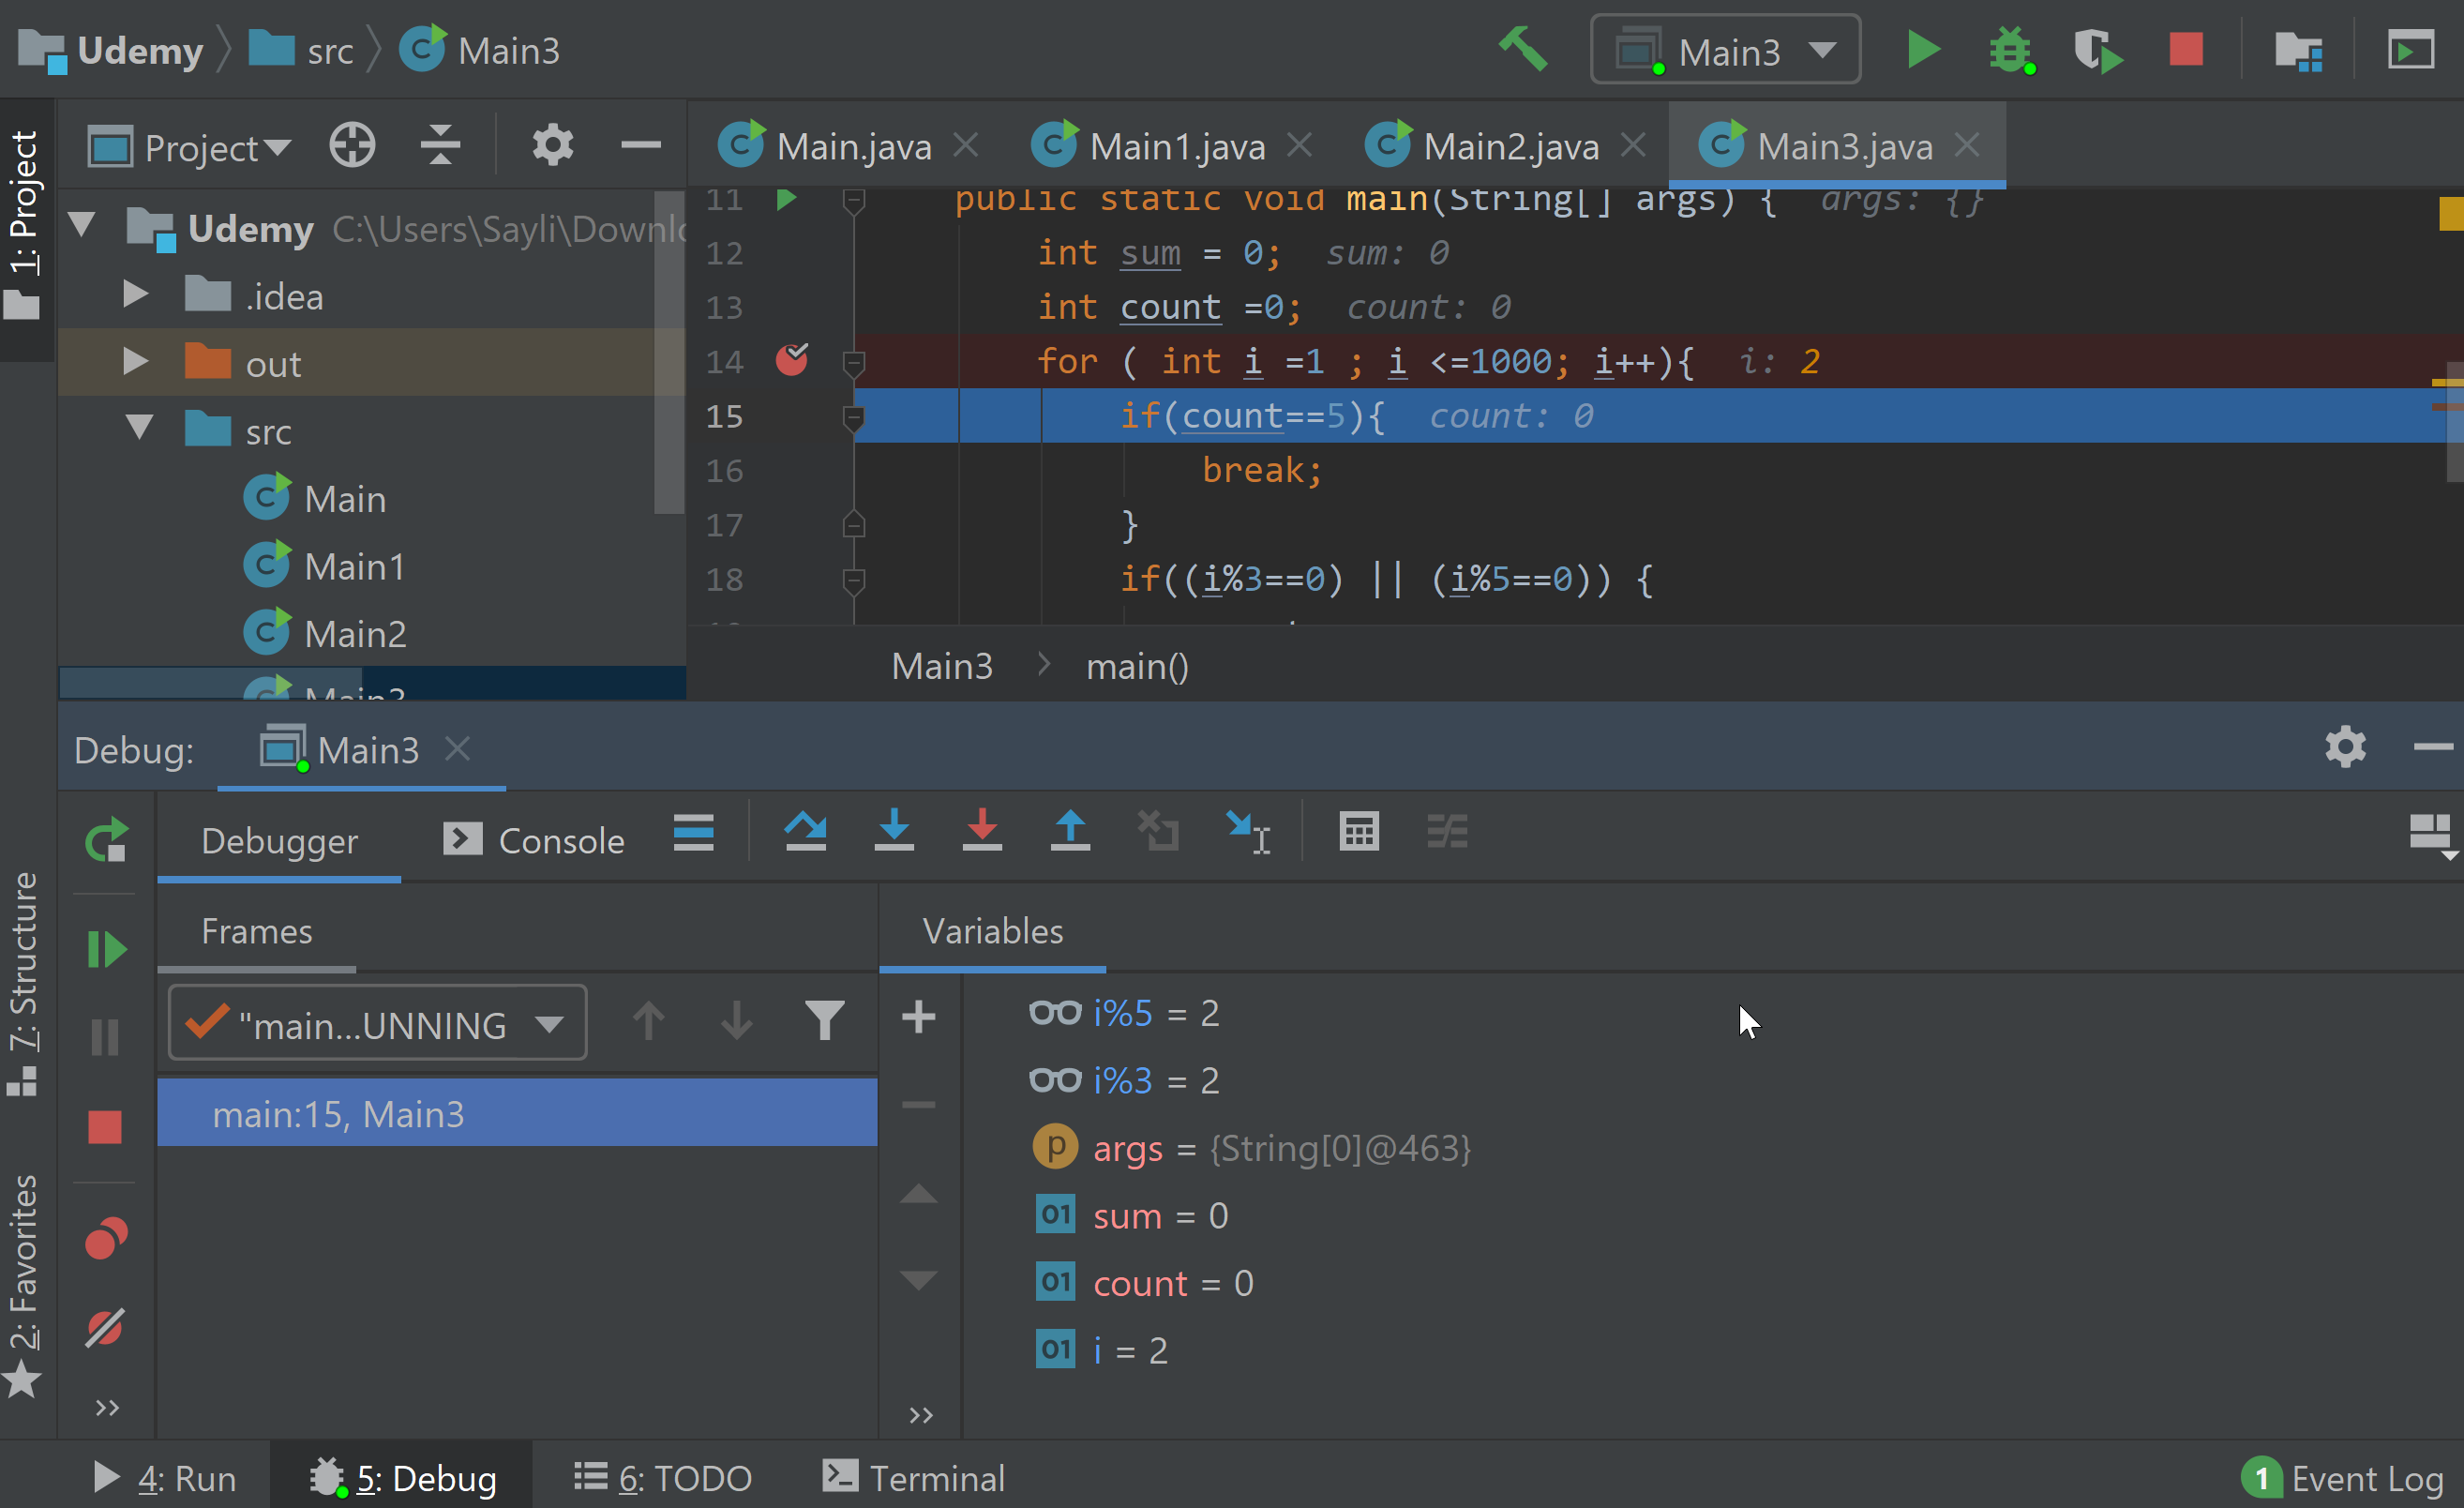 Udemy src Main3
Main3
1: Project
Project
Main.java Main1.java Main2.java Main3.java
Udemy C:\Users\Sayli\Downlo
.idea
out
src
Main
Main1
Main2
Main3
11 public static void main(String[] args) { args: {}
12 int sum = 0; sum: 0
13 int count =0; count: 0
14 for ( int i =1 ; i <=1000; i++){ i: 2
15 if(count==5){ count: 0
16 break;
17 }
18 if((i%3==0) || (i%5==0)) {
Main3 main()
Debug: Main3
Debugger Console
Frames
"main...UNNING
main:15, Main3
Variables
i%5 = 2
i%3 = 2
p args = {String[0]@463}
01 sum = 0
01 count = 0
01 i = 2
7: Structure
2: Favorites
4: Run 5: Debug 6: TODO Terminal 1 Event Log